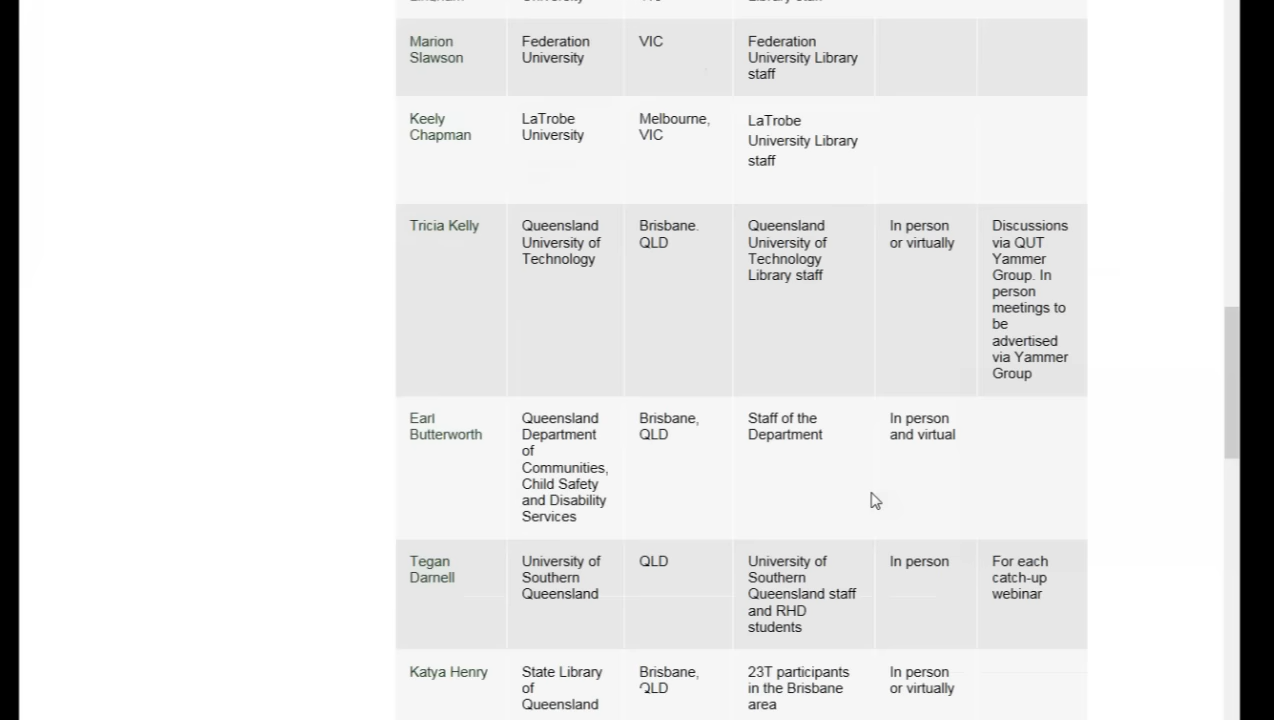 University
Library staff
Marion
Slawson
Federation
University
VIC
Federation
University Library
staff
Keely
Chapman
LaTrobe
University
Melbourne,
VIC
LaTrobe
University Library
staff
Tricia Kelly
Queensland
University of
Technology
Brisbane.
QLD
Queensland
University of
Technology
Library staff
In person
or virtually
Discussions
via QUT
Yammer
Group. In
person
meetings to
be
advertised
via Yammer
Group
Earl
Butterworth
Queensland
Department
of
Communities,
Child Safety
and Disability
Services
Brisbane,
QLD
Staff of the
Department
In person
and virtual
Tegan
Darnell
University of
Southern
Queensland
QLD
University of
Southern
Queensland staff
and RHD
students
In person
For each
catch-up
webinar
Katya Henry
State Library
of
Queensland
Brisbane,
QLD
23T participants
in the Brisbane
area
In person
or virtually